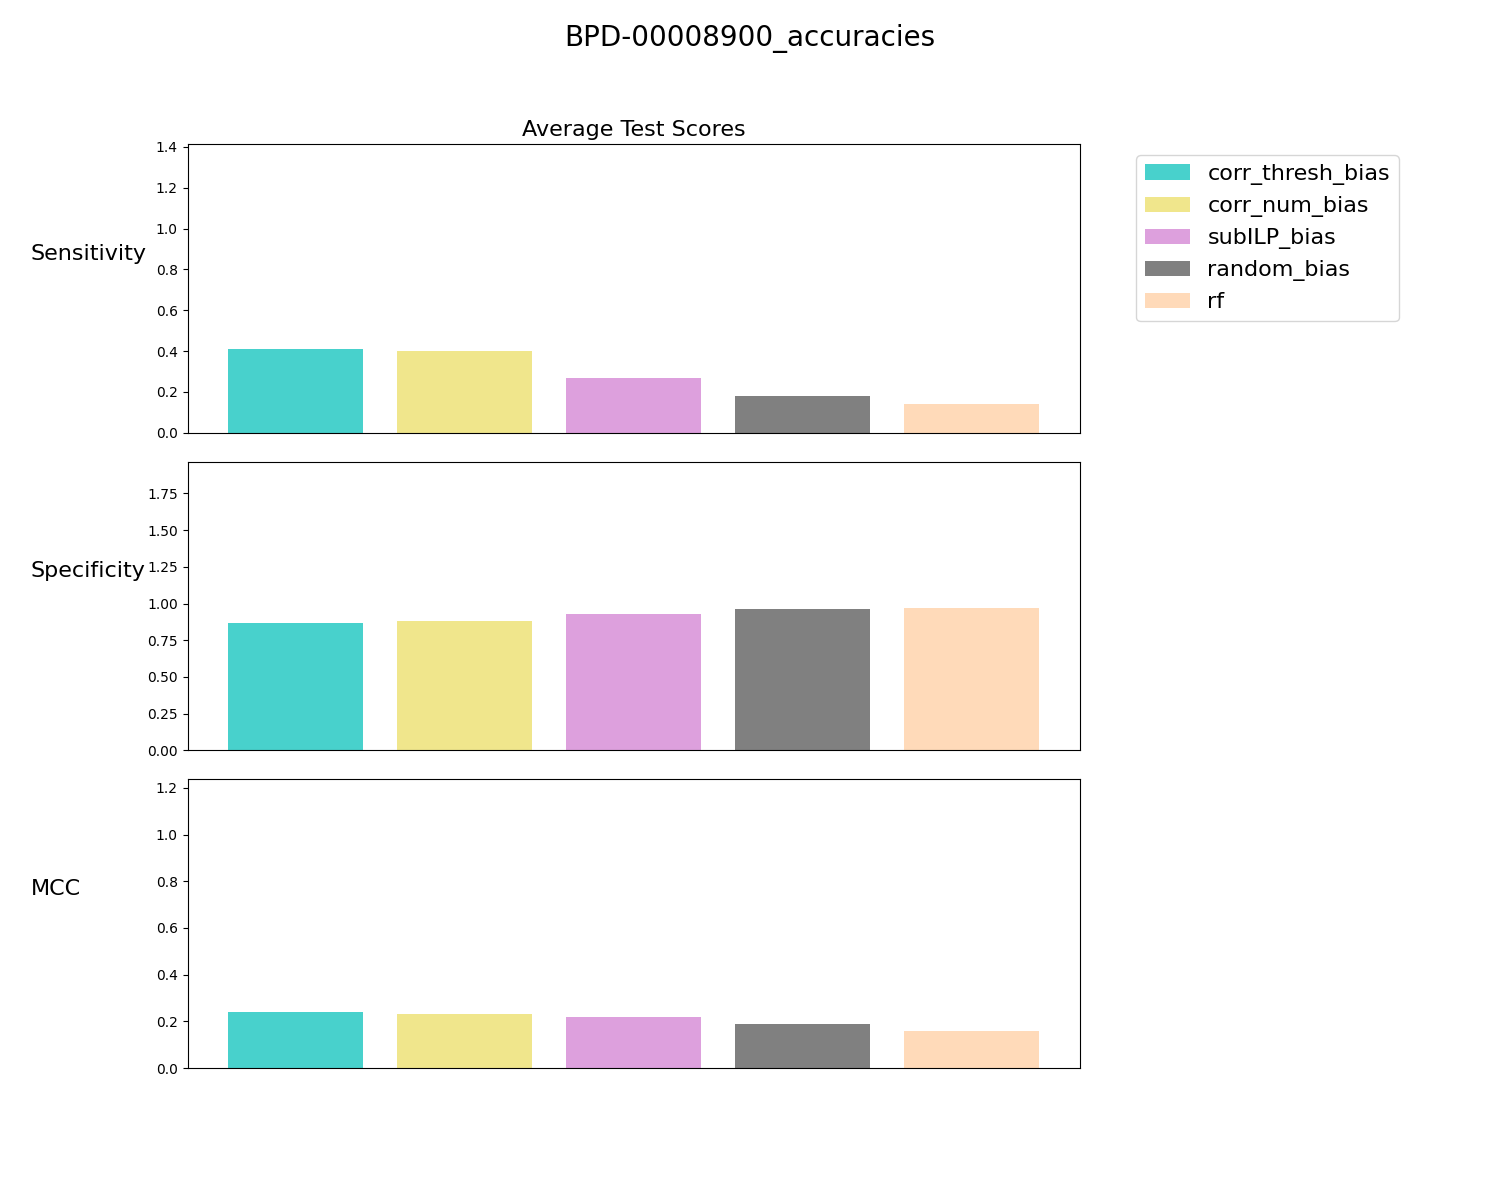 BPD-00008900_accuracies
Average Test Scores
Sensitivity
1.4
1.2
1.0
0.8
0.6
0.4
0.2
0.0
corr_thresh_bias
corr_num_bias
subILP_bias
random_bias
rf
Specificity
1.75
1.50
1.25
1.00
0.75
0.50
0.25
0.00
MCC
1.2
1.0
0.8
0.6
0.4
0.2
0.0